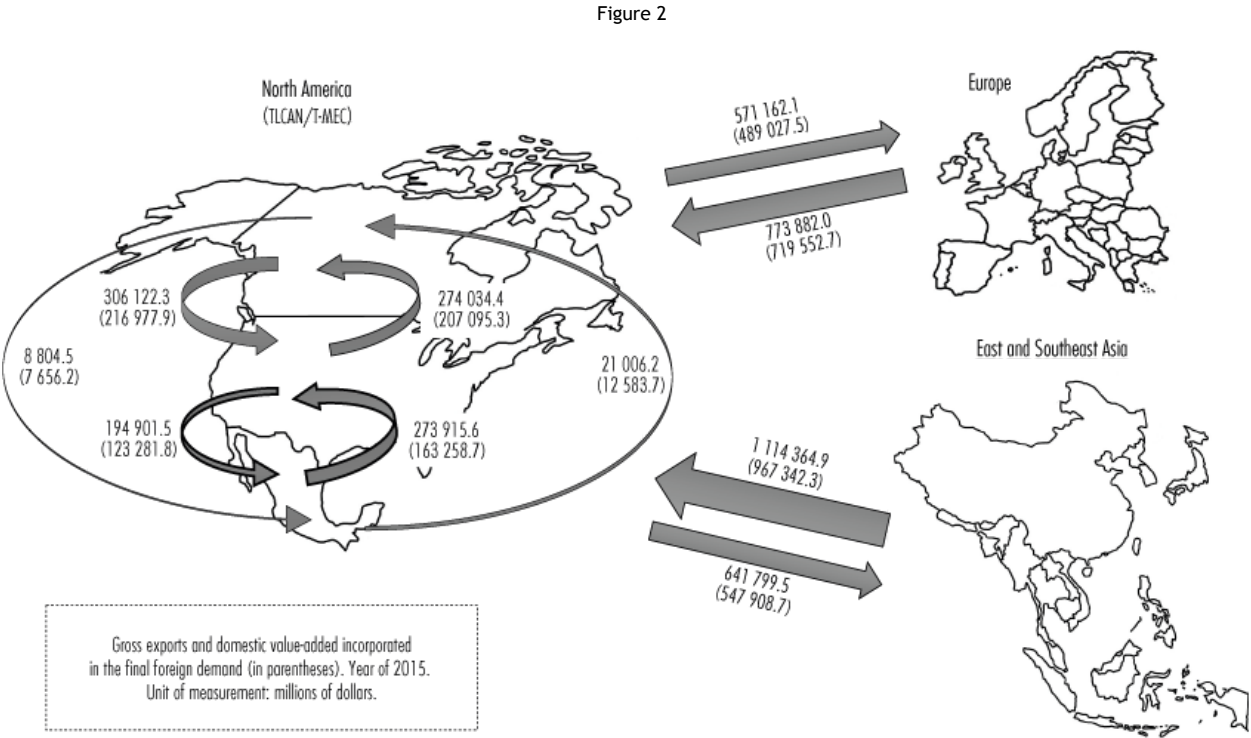 Figure 2
North America
(TLCAN/T-MEC)
Europe
571 162.1
(489 027.5)
773 882.0
(719 552.7)
306 122.3
(216 977.9)
274 034.4
(207 095.3)
8 804.5
(7 656.2)
21 006.2
(12 583.7)
East and Southeast Asia
194 901.5
(123 281.8)
273 915.6
(163 258.7)
1 114 364.9
(967 342.3)
641 799.5
(547 908.7)
Gross exports and domestic value-added incorporated
in the final foreign demand (in parentheses). Year of 2015.
Unit of measurement: millions of dollars.